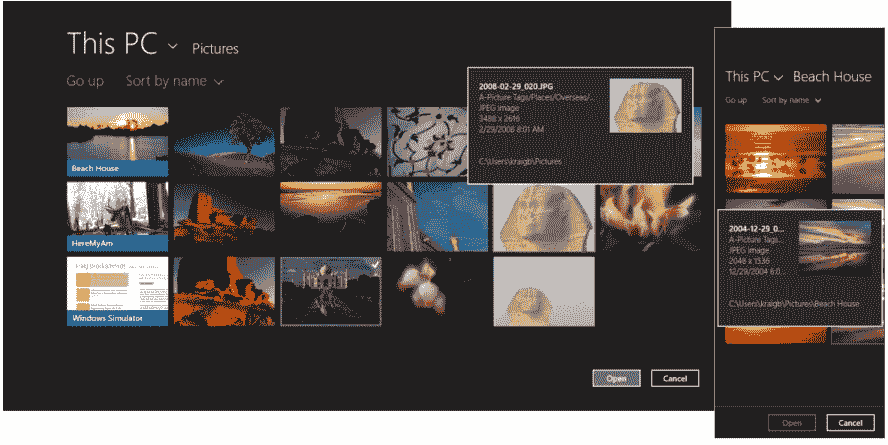 This PC Pictures
Go up Sort by name
Beach House
HereMyAm
Windows Simulator
2008-02-29_020.JPG
A-Picture Tags/Places/Overseas/...
JPEG image
3488 x 2616
2/29/2008 8:01 AM
C:\Users\kraigb\Pictures
Open Cancel
This PC Beach House
Go up Sort by name
2004-12-29_0...
A-Picture Tags...
JPEG image
2048 x 1336
12/29/2004 6:0...
C:\Users\kraigb\Pictures\Beach House
Open Cancel